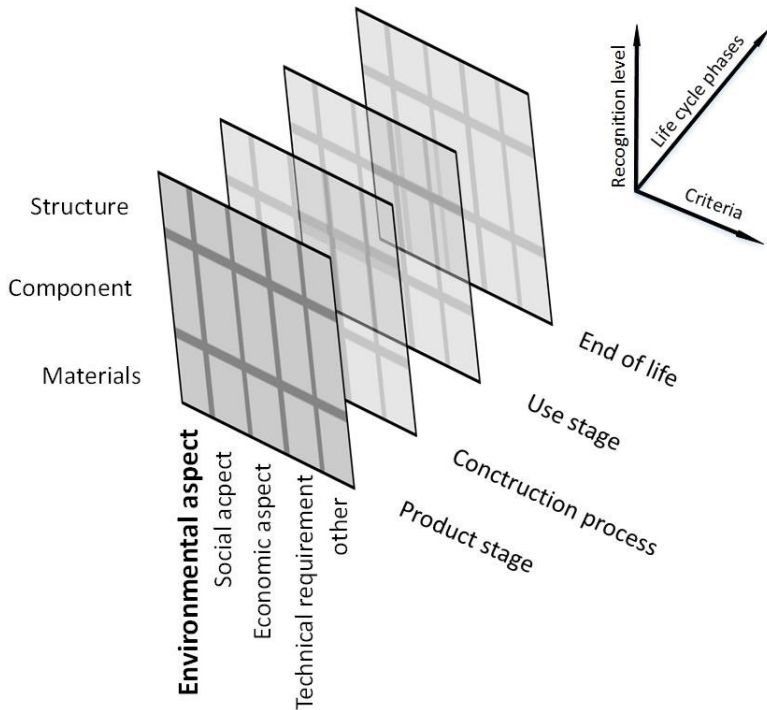 Recognition level
Life cycle phases
Criteria
Structure
Component
Materials
End of life
Use stage
Conctruction process
Product stage
Environmental aspect
Social acpect
Economic aspect
Technical requirement
other